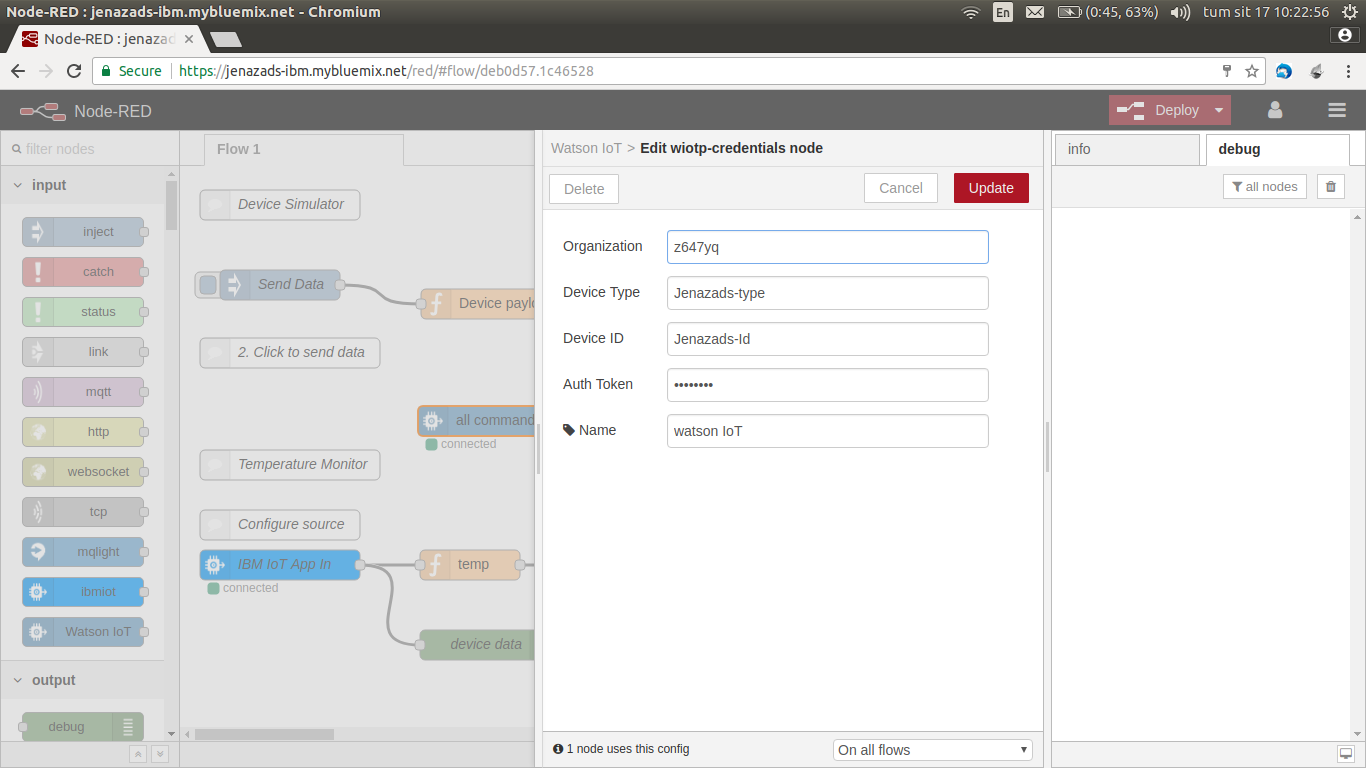 Node-RED : jenazads-ibm.mybluemix.net - Chromium
En
(0:45, 63%)
tum sit 17 10:22:56
Node-RED : jenazad
Secure
https://jenazads-ibm.mybluemix.net/red/#flow/deb0d57.1c46528
Node-RED
Deploy
filter nodes
input
inject
catch
status
link
mqtt
http
websocket
tcp
mqlight
ibmiot
Watson IoT
output
debug
Flow 1
Device Simulator
Send Data
Device paylo
2. Click to send data
all command
connected
Temperature Monitor
Configure source
IBM IoT App In
connected
temp
device data
Watson IoT > Edit wiotp-credentials node
Delete
Cancel
Update
Organization
z647yq
Device Type
Jenazads-type
Device ID
Jenazads-Id
Auth Token
••••••••
Name
watson IoT
1 node uses this config
On all flows
info
debug
all nodes